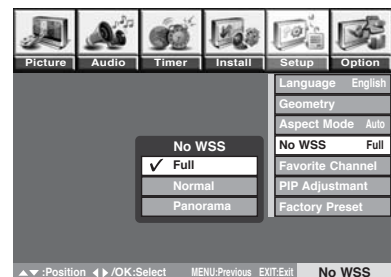 Picture Audio Timer Install Setup Option
Language English
Geometry
Aspect Mode Auto
No WSS Full
Favorite Channel
PIP Adjustmant
Factory Preset
No WSS
✓ Full
Normal
Panorama
▲▼ :Position ◀ ▶ /OK:Select MENU:Previous EXIT:Exit No WSS